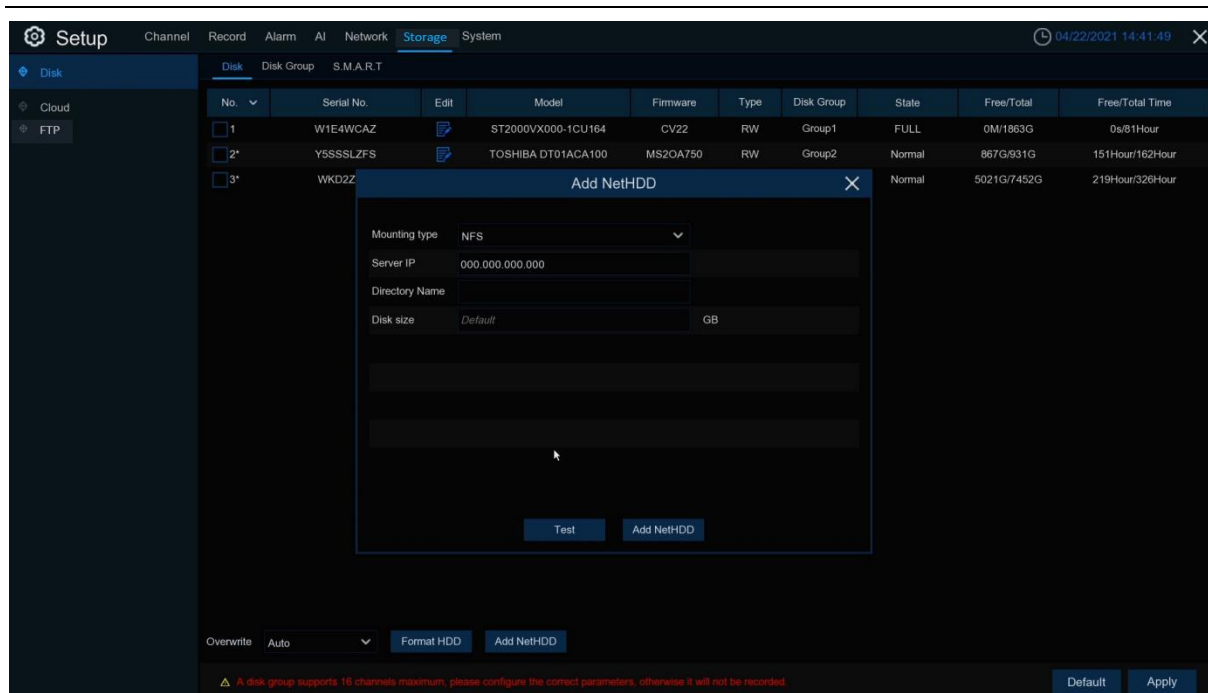 Setup Channel Record Alarm AI Network Storage System 04/22/2021 14:41:49
Disk
Cloud
FTP
Disk Disk Group S.M.A.R.T
No. Serial No. Edit Model Firmware Type Disk Group State Free/Total Free/Total Time
1 W1E4WCAZ ST2000VX000-1CU164 CV22 RW Group1 FULL 0M/1863G 0s/81Hour
2* Y5SSSLZFS TOSHIBA DT01ACA100 MS2OA750 RW Group2 Normal 867G/931G 151Hour/162Hour
3* WKD2Z Normal 5021G/7452G 219Hour/326Hour
Add NetHDD
Mounting type NFS
Server IP 000.000.000.000
Directory Name
Disk size Default GB
Test Add NetHDD
Overwrite Auto Format HDD Add NetHDD
A disk group supports 16 channels maximum, please configure the correct parameters, otherwise it will not be recorded.
Default Apply